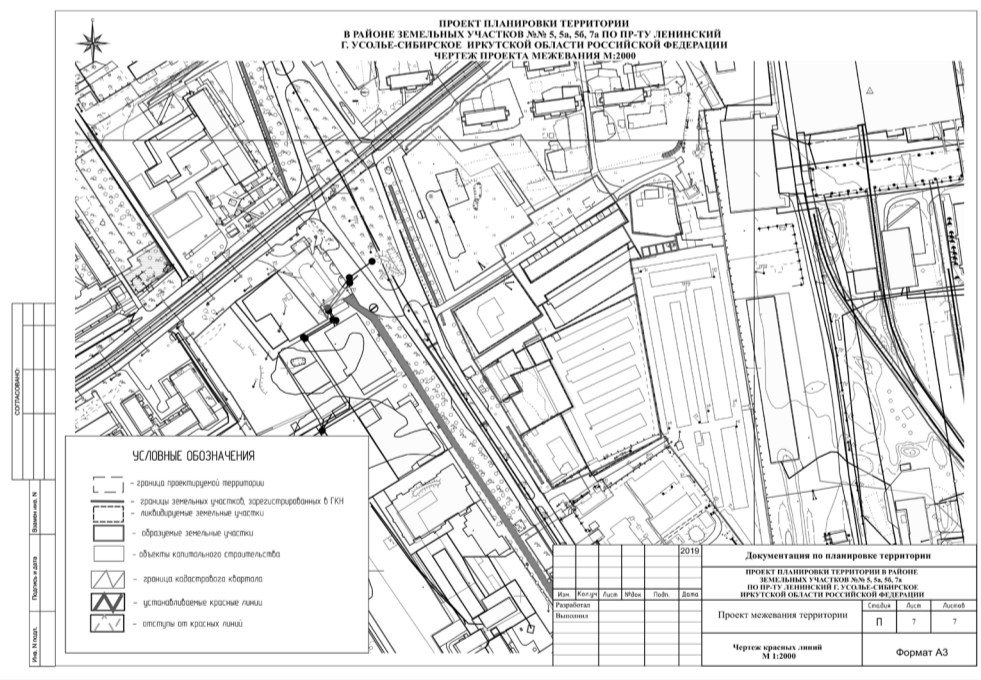 ПРОЕКТ ПЛАНИРОВКИ ТЕРРИТОРИИ
В РАЙОНЕ ЗЕМЕЛЬНЫХ УЧАСТКОВ №№ 5, 5а, 5б, 7а ПО ПР-ТУ ЛЕНИНСКИЙ
Г. УСОЛЬЕ-СИБИРСКОЕ ИРКУТСКОЙ ОБЛАСТИ РОССИЙСКОЙ ФЕДЕРАЦИИ
ЧЕРТЕЖ ПРОЕКТА МЕЖЕВАНИЯ М:2000
СОГЛАСОВАНО:
Взамен инв. N
Подпись и дата
Инв. N подл.
УСЛОВНЫЕ ОБОЗНАЧЕНИЯ
- граница проектируемой территории
- границы земельных участков, зарегистрированных в ГКН
- ликвидируемые земельные участки
- образуемые земельные участки
- объекты капитального строительства
- граница кадастрового квартала
- устанавливаемые красные линии
- отступы от красных линий
2019
Изм. Кол.уч Лист №док Подп. Дата
Разработал
Выполнил
Документация по планировке территории
ПРОЕКТ ПЛАНИРОВКИ ТЕРРИТОРИИ В РАЙОНЕ
ЗЕМЕЛЬНЫХ УЧАСТКОВ №№ 5, 5а, 5б, 7а
ПО ПР-ТУ ЛЕНИНСКИЙ Г. УСОЛЬЕ-СИБИРСКОЕ
ИРКУТСКОЙ ОБЛАСТИ РОССИЙСКОЙ ФЕДЕРАЦИИ
Проект межевания территории
Стадия Лист Листов
П 7 7
Чертеж красных линий
М 1:2000
Формат А3